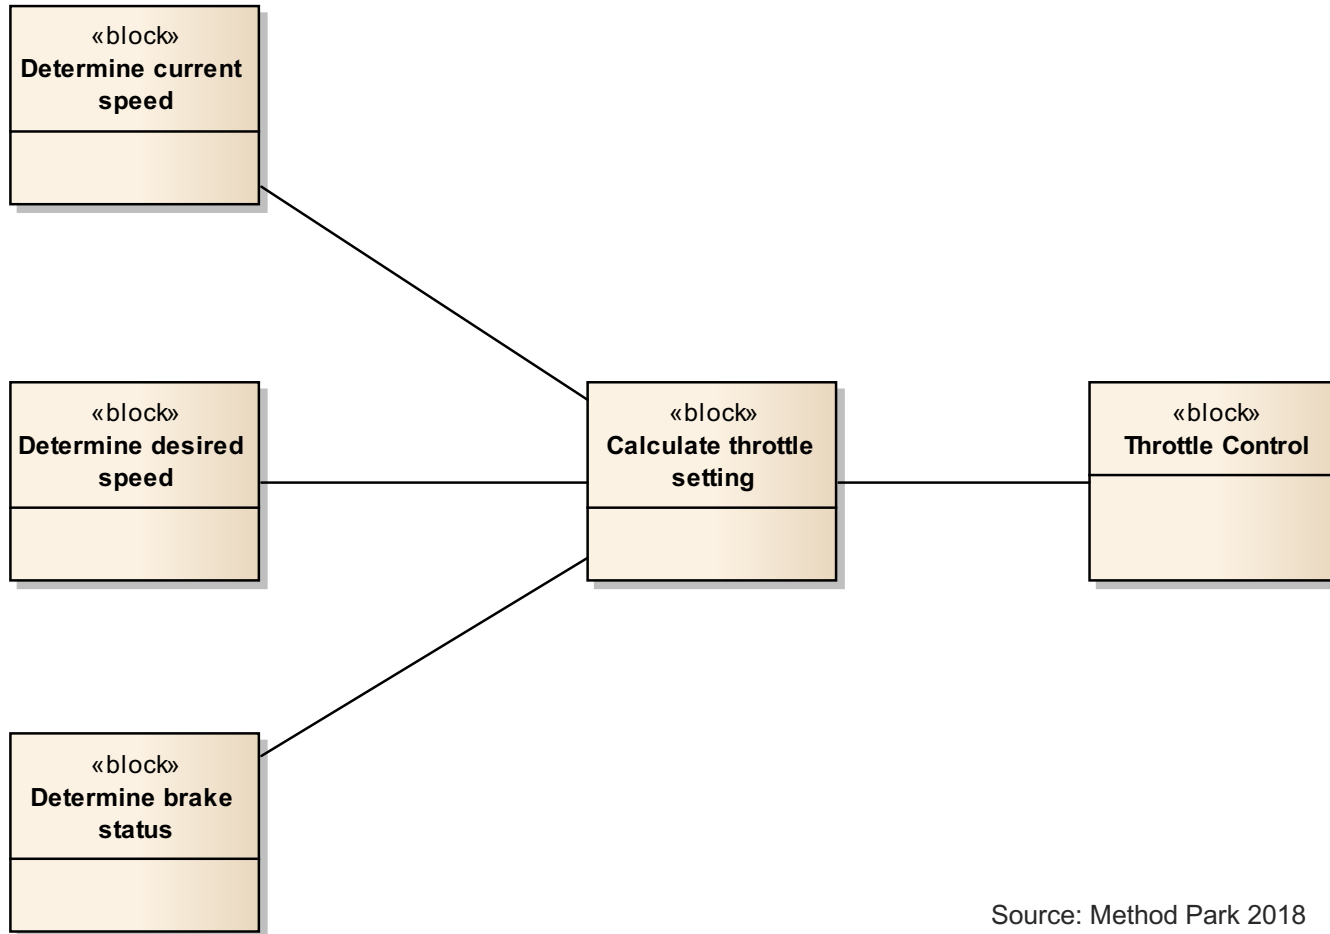 «block»
Determine current
speed
«block»
Determine desired
speed
«block»
Calculate throttle
setting
«block»
Throttle Control
«block»
Determine brake
status
Source: Method Park 2018